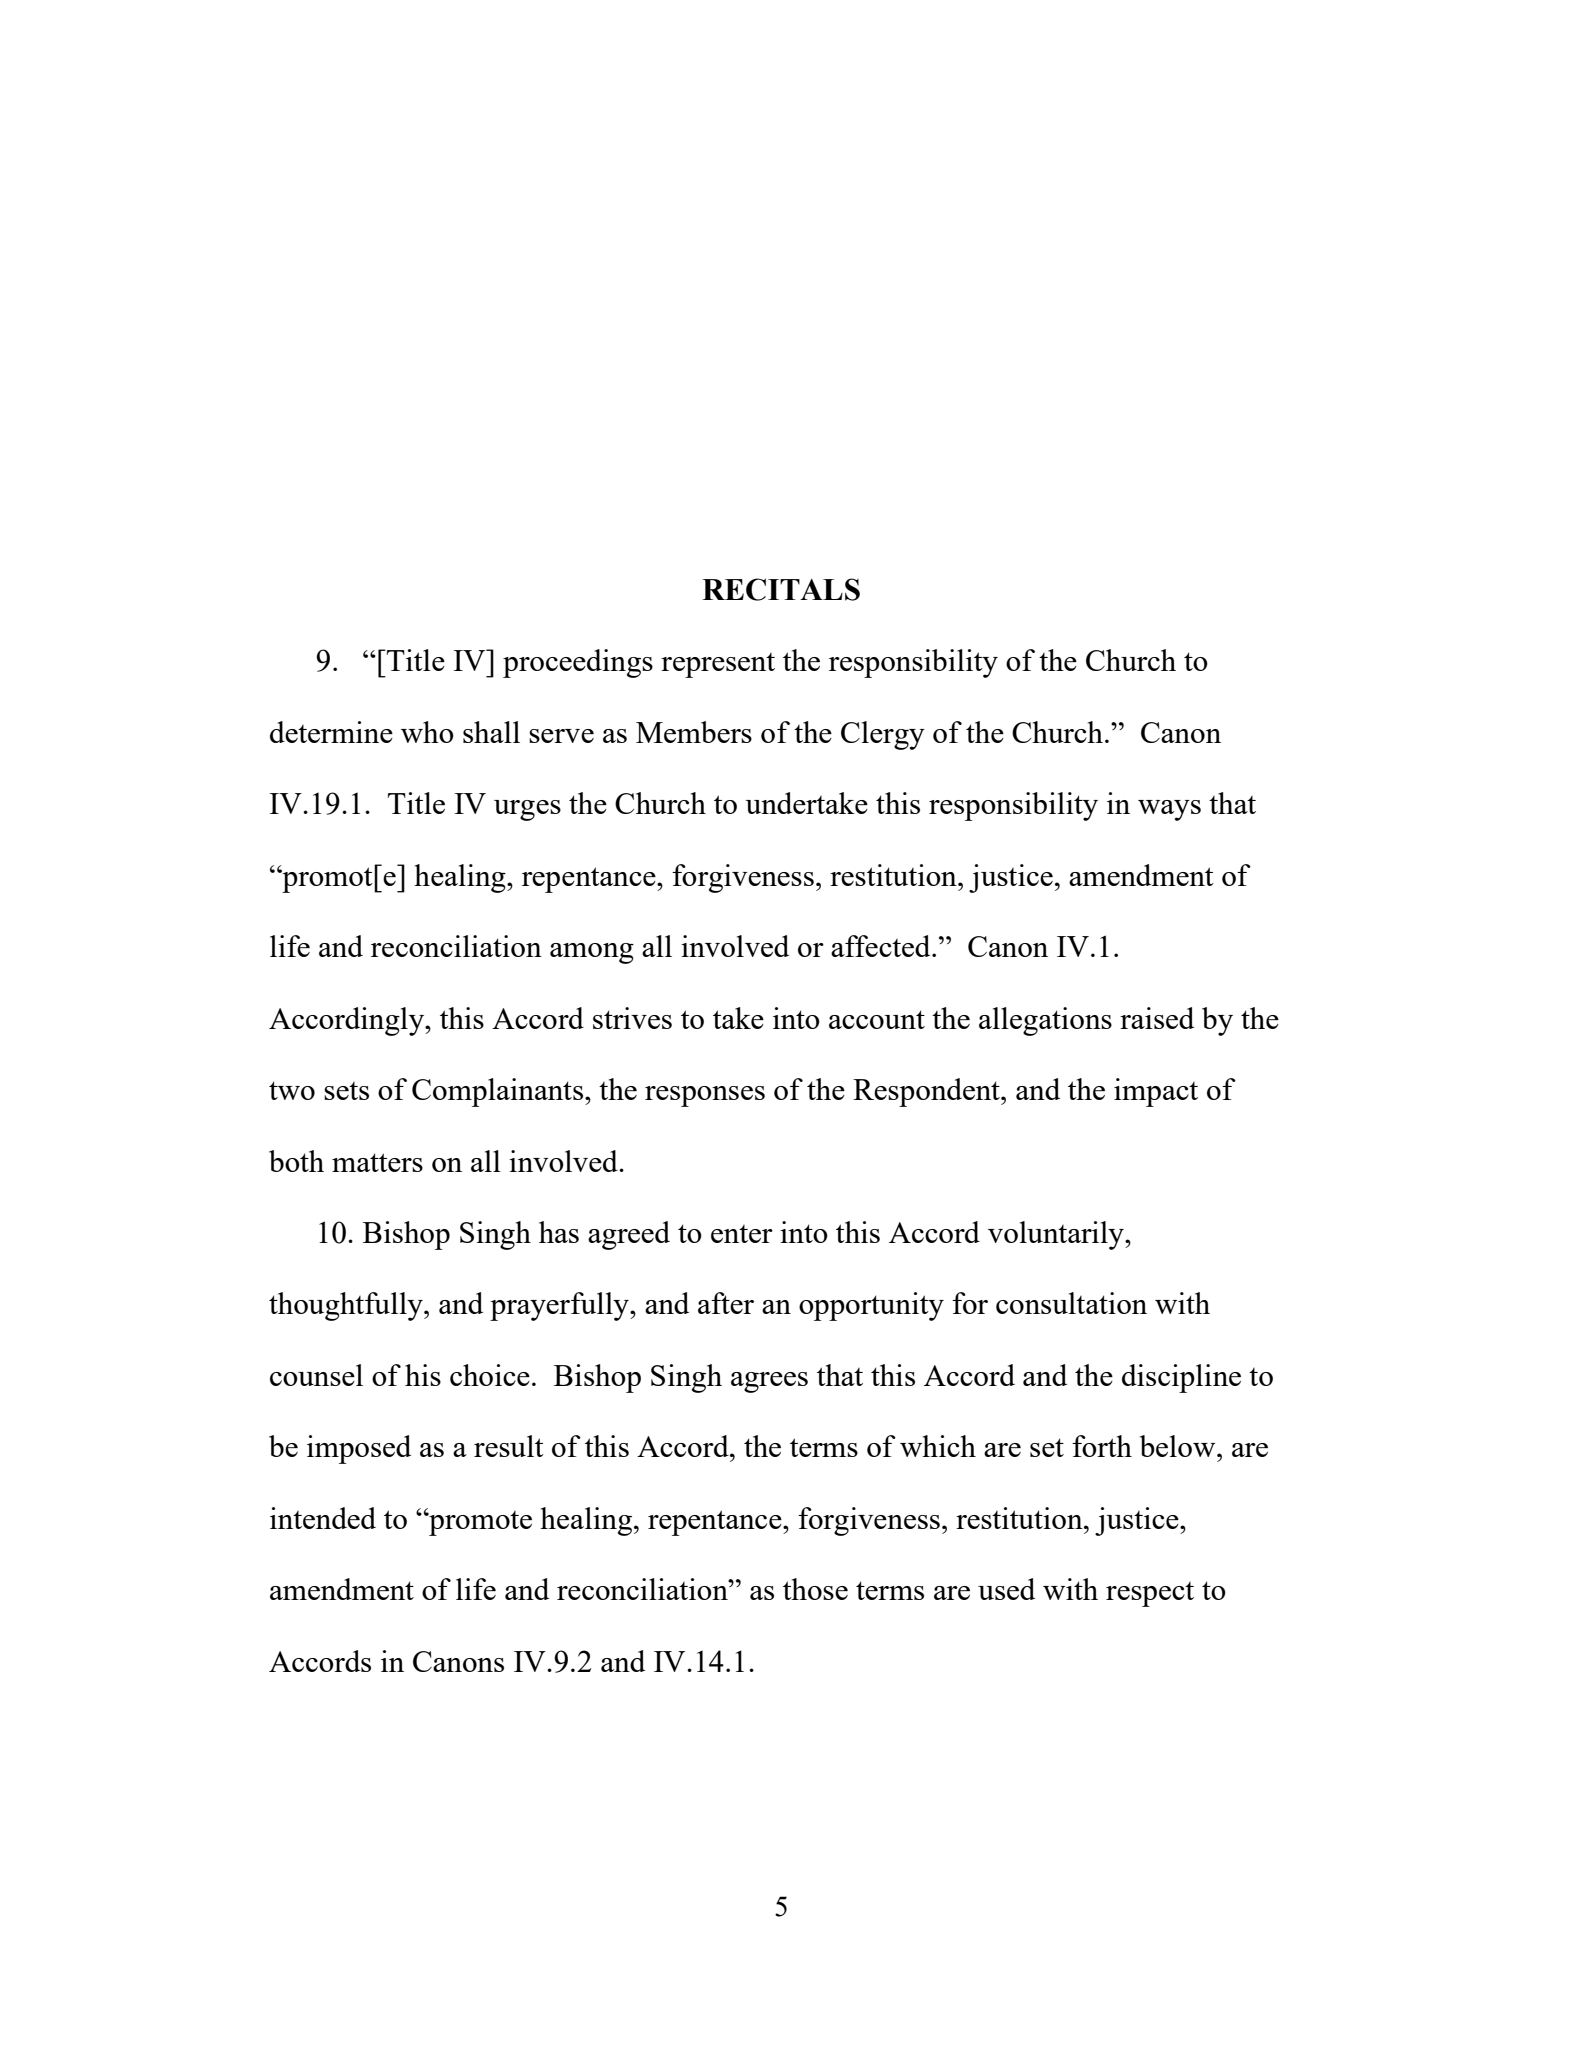 RECITALS
9. “[Title IV] proceedings represent the responsibility of the Church to
determine who shall serve as Members of the Clergy of the Church.” Canon
IV.19.1. Title IV urges the Church to undertake this responsibility in ways that
“promot[e] healing, repentance, forgiveness, restitution, justice, amendment of
life and reconciliation among all involved or affected.” Canon IV.1.
Accordingly, this Accord strives to take into account the allegations raised by the
two sets of Complainants, the responses of the Respondent, and the impact of
both matters on all involved.
10. Bishop Singh has agreed to enter into this Accord voluntarily,
thoughtfully, and prayerfully, and after an opportunity for consultation with
counsel of his choice. Bishop Singh agrees that this Accord and the discipline to
be imposed as a result of this Accord, the terms of which are set forth below, are
intended to “promote healing, repentance, forgiveness, restitution, justice,
amendment of life and reconciliation” as those terms are used with respect to
Accords in Canons IV.9.2 and IV.14.1.
5